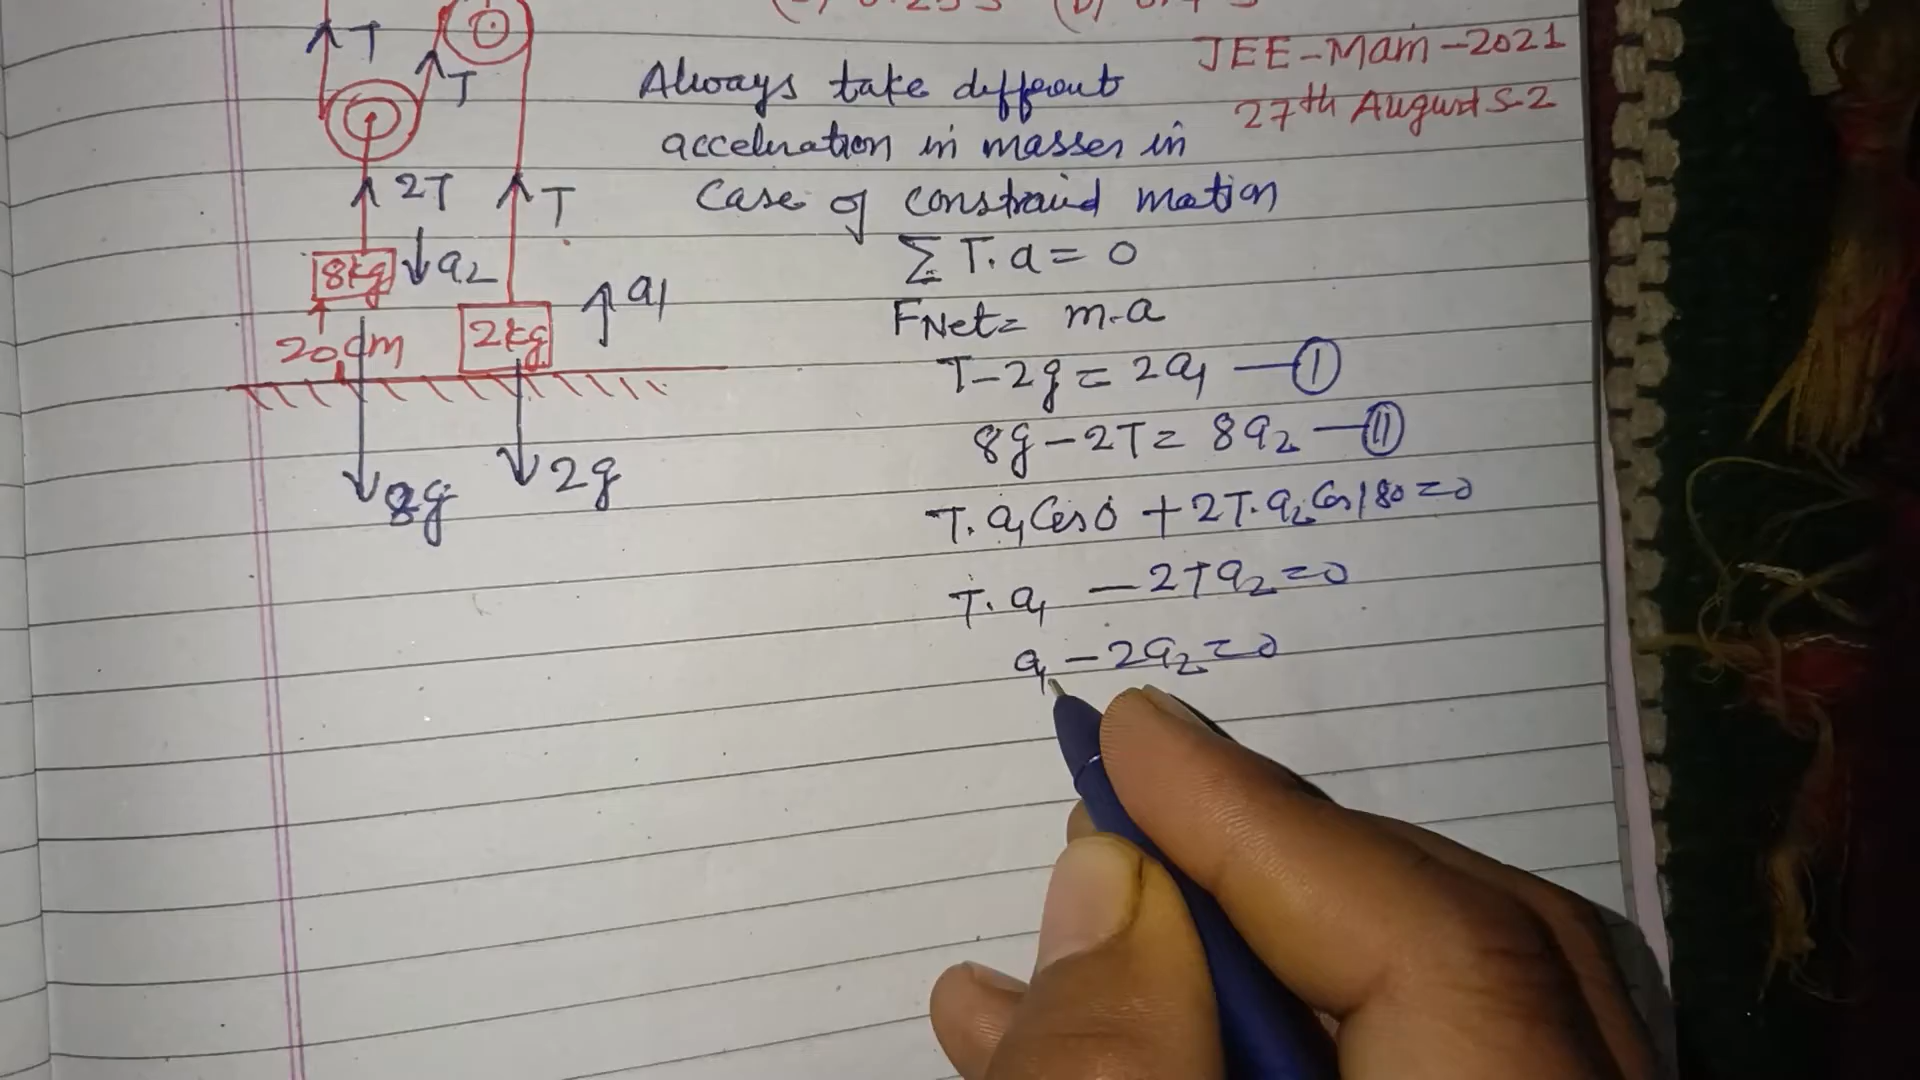 JEE-Main-2021
27th August S-2
Always take different
acceleration in masses in
Case of constraind motion
Σ T.a = 0
FNet = m.a
T-2g = 2a₁ — Ⓘ
8g-2T = 8a₂ — Ⓘ Ⓘ
T.a₁Cos0 + 2T.a₂Cos180=0
T.a₁ - 2Ta₂=0
a₁ - 2a₂=0
T
T
2T
T
8kg
a₂
a₁
20cm
2kg
8g
2g